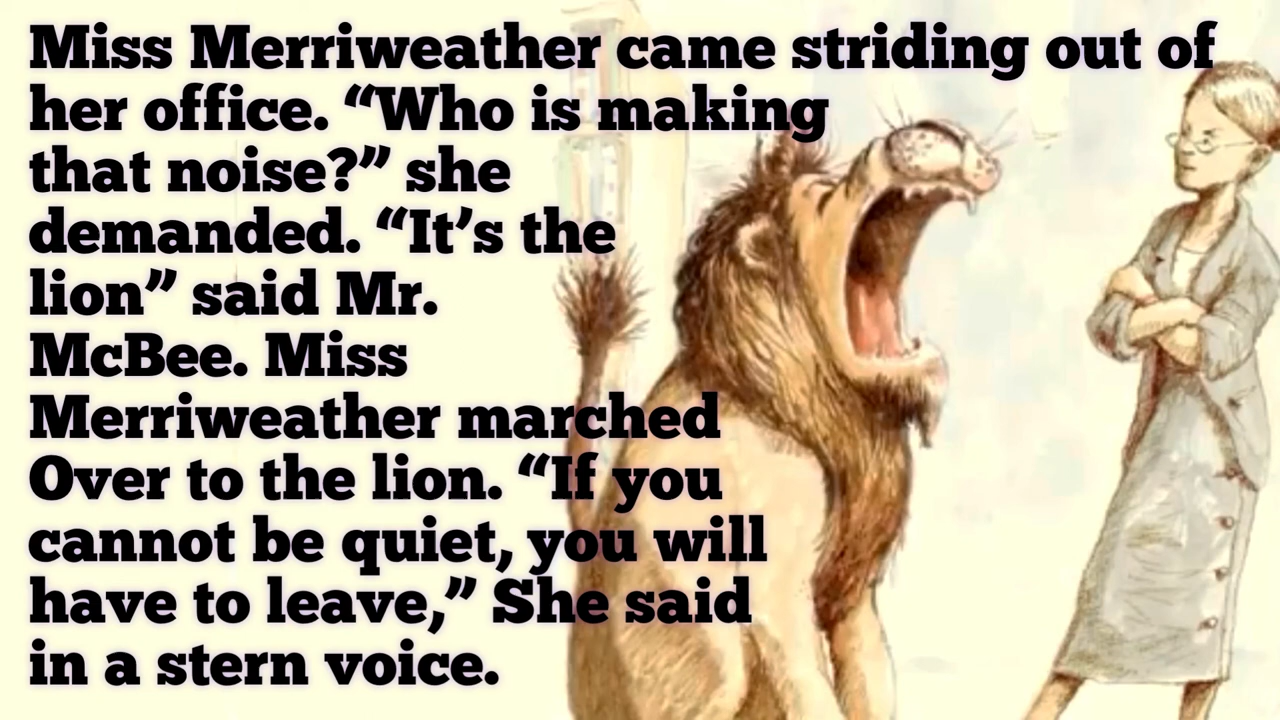 Miss Merriweather came striding out of
her office. “Who is making
that noise?” she
demanded. “It’s the
lion” said Mr.
McBee. Miss
Merriweather marched
Over to the lion. “If you
cannot be quiet, you will
have to leave,” She said
in a stern voice.